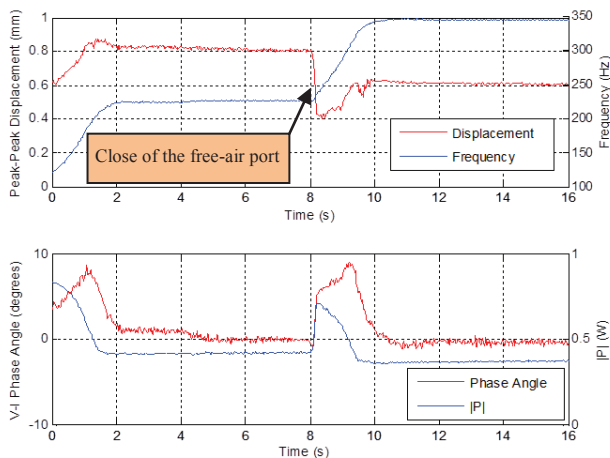 Peak-Peak Displacement (mm)
1
0.8
0.6
0.4
0.2
0
350
300
250
200
150
100
Frequency (Hz)
Close of the free-air port
Displacement
Frequency
0 2 4 6 8 10 12 14 16
Time (s)
V-I Phase Angle (degrees)
10
0
-10
1
0.5
0
|P| (W)
Phase Angle
|P|
0 2 4 6 8 10 12 14 16
Time (s)